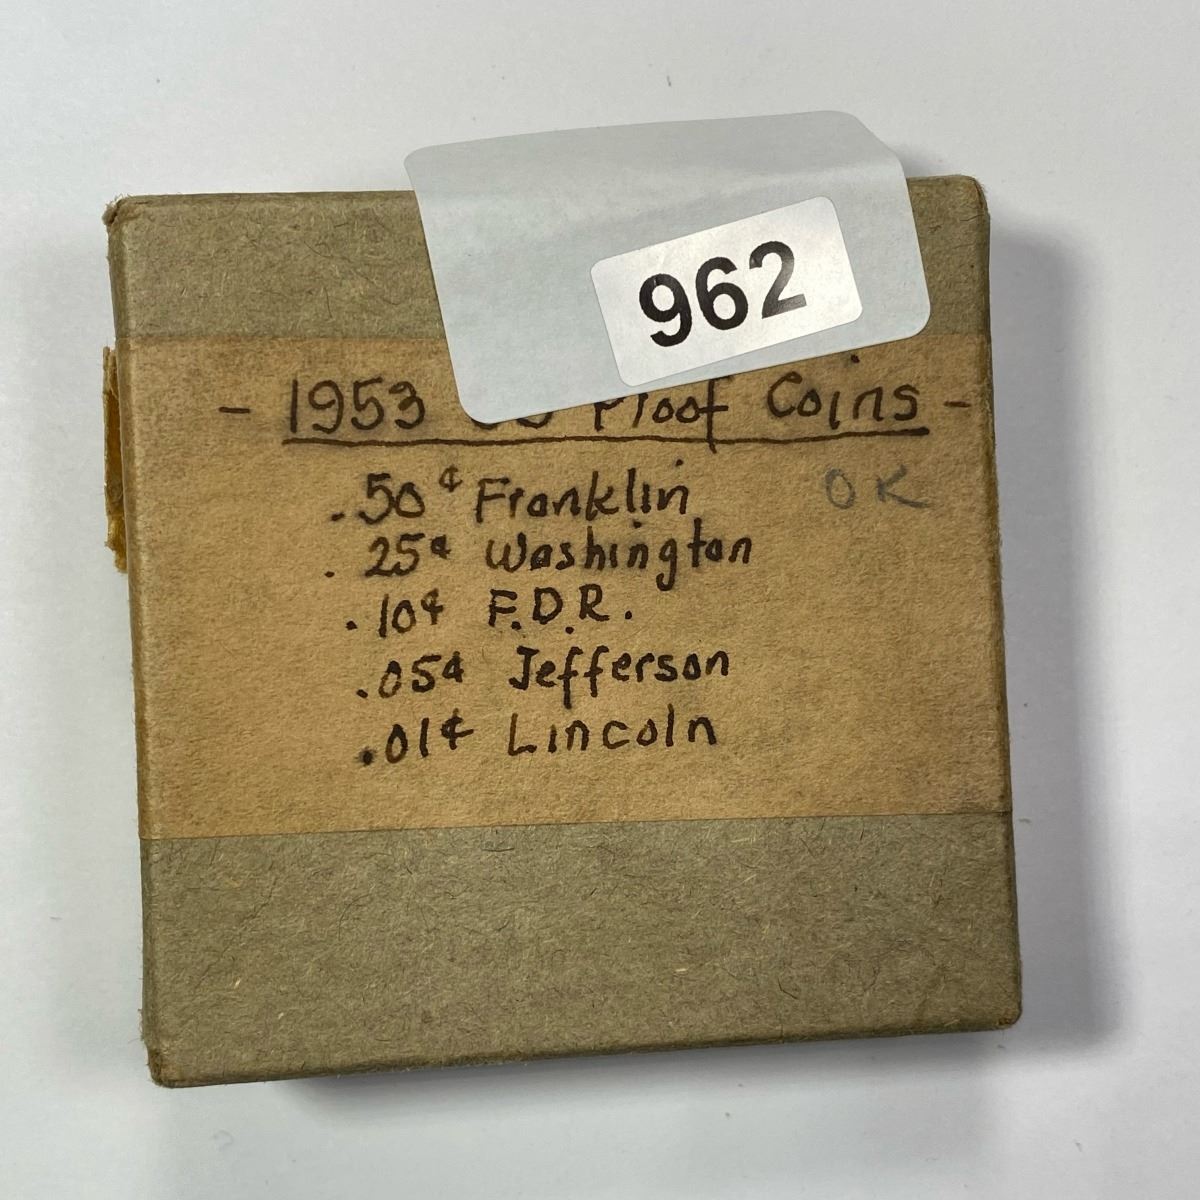 962
- 1953 Proof Coins -
.50¢ Franklin OK
.25¢ Washington
.10¢ F.D.R.
.05¢ Jefferson
.01¢ Lincoln